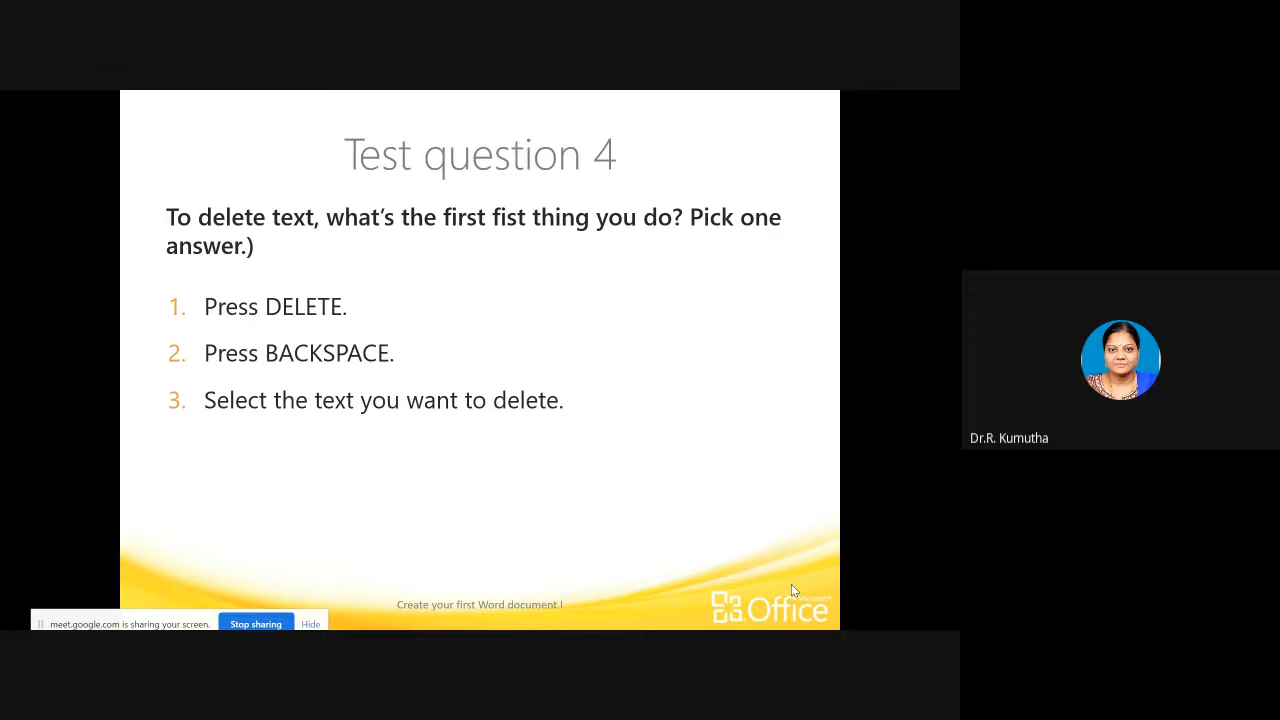 Test question 4
To delete text, what's the first fist thing you do? Pick one
answer.)
1. Press DELETE.
2. Press BACKSPACE.
3. Select the text you want to delete.
Dr.R. Kumutha
Create your first Word document I
Microsoft
Office
meet.google.com is sharing your screen. Stop sharing Hide